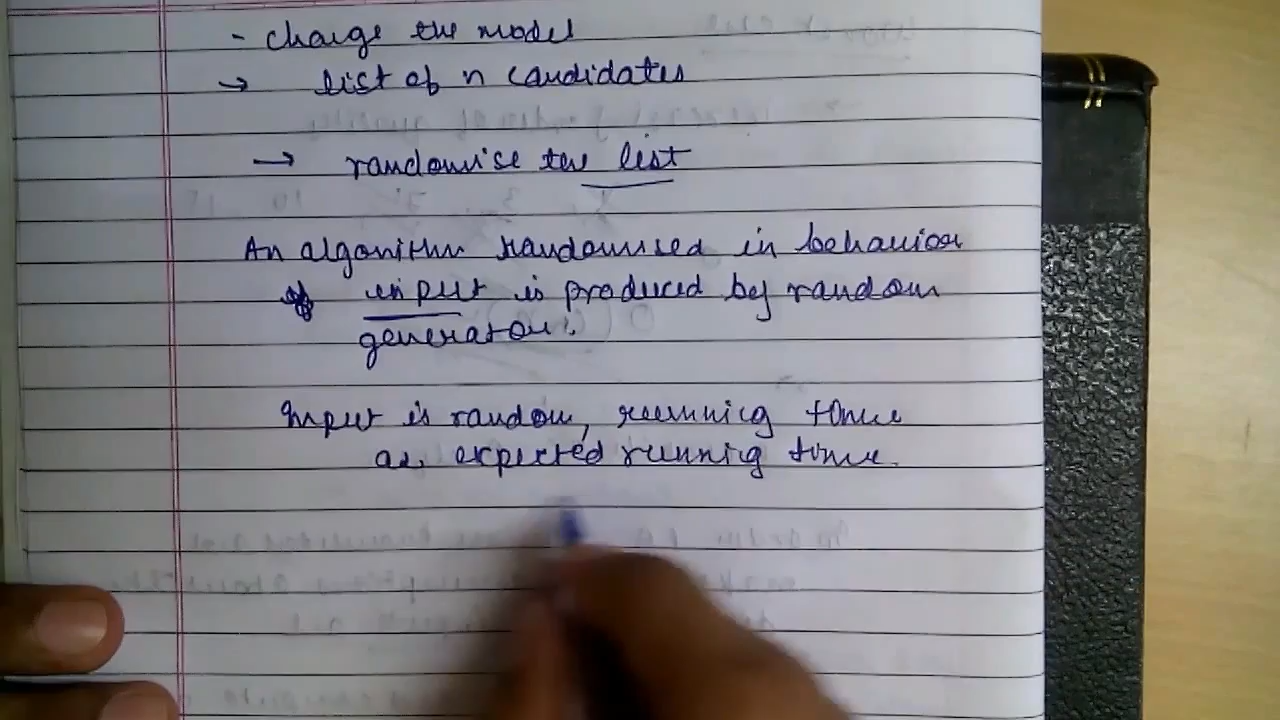 - change the model
→ list of n candidates
→ randomise the list
An algorithm randomised in behaviour
if input is produced by random
generator.
Input is random, running time
as expected running time.